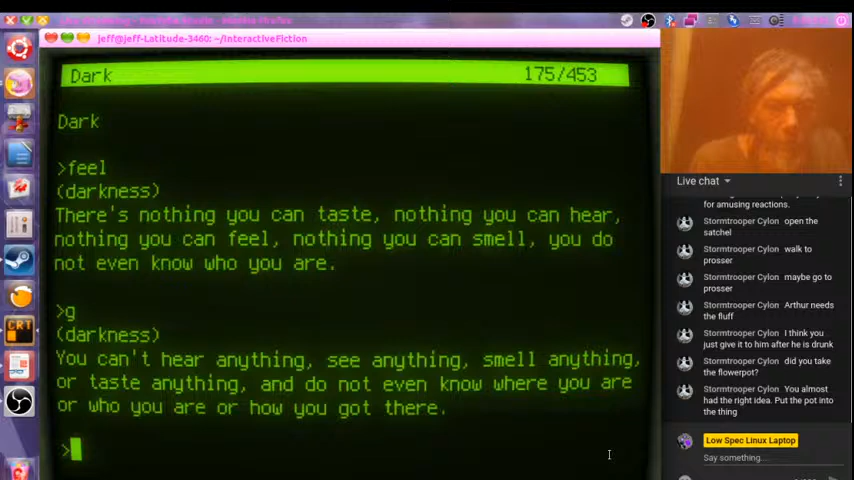 jeff@jeff-Latitude-3460: ~/InteractiveFiction
Dark 175/453
Dark
>feel
(darkness)
There's nothing you can taste, nothing you can hear,
nothing you can feel, nothing you can smell, you do
not even know who you are.
>g
(darkness)
You can't hear anything, see anything, smell anything,
or taste anything, and do not even know where you are
or who you are or how you got there.
>
CRT
Live chat
for amusing reactions.
Stormtrooper Cylon open the
satchel
Stormtrooper Cylon walk to
prosser
Stormtrooper Cylon maybe go to
prosser
Stormtrooper Cylon Arthur needs
the fluff
Stormtrooper Cylon I think you
just give it to him after he is drunk
Stormtrooper Cylon did you take
the flowerpot?
Stormtrooper Cylon You almost
had the right idea. Put the pot into
the thing
Low Spec Linux Laptop
Say something...